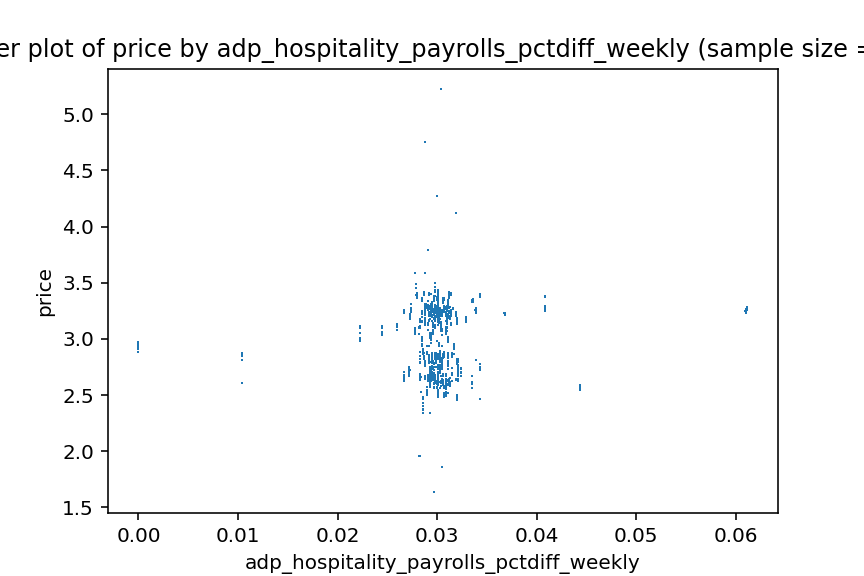 er plot of price by adp_hospitality_payrolls_pctdiff_weekly (sample size =
price
5.0
4.5
4.0
3.5
3.0
2.5
2.0
1.5
0.00 0.01 0.02 0.03 0.04 0.05 0.06
adp_hospitality_payrolls_pctdiff_weekly